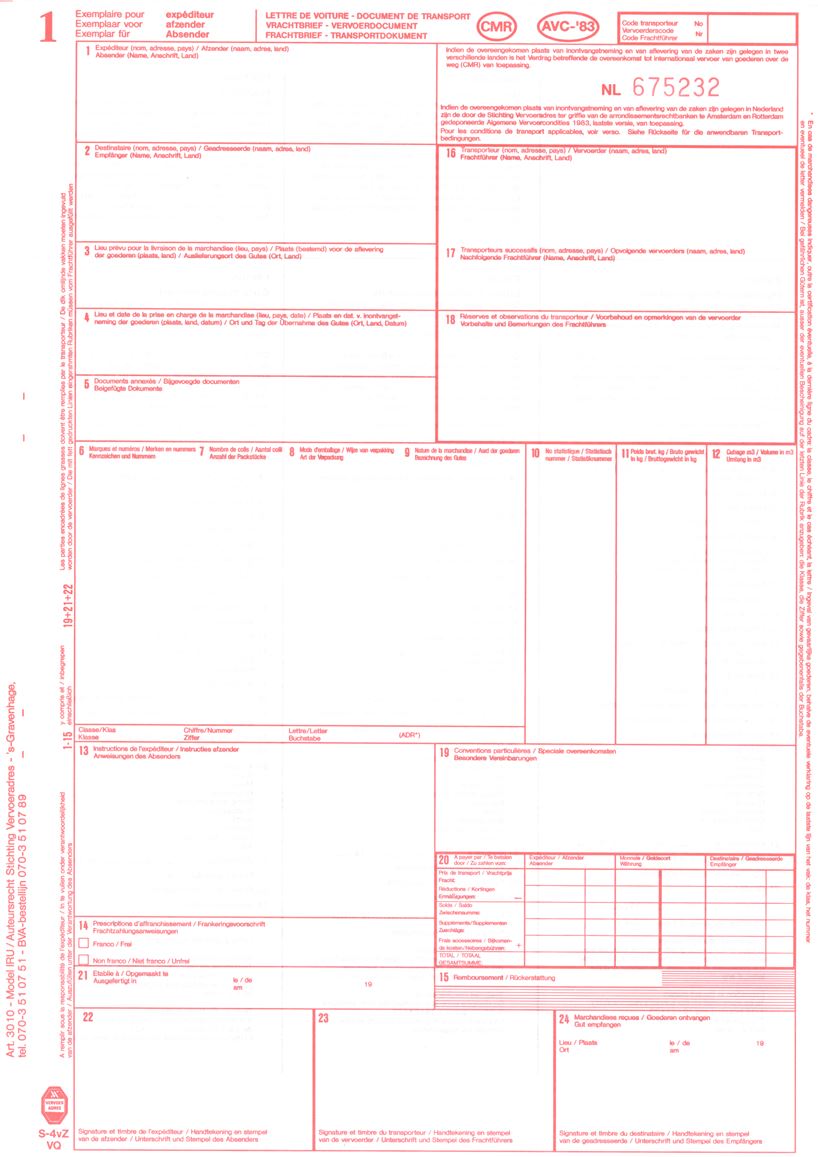 1
Exemplaire pour expéditeur
Exemplaar voor afzender
Exemplar für Absender
LETTRE DE VOITURE - DOCUMENT DE TRANSPORT
VRACHTBRIEF - VERVOERDOCUMENT
FRACHTBRIEF - TRANSPORTDOKUMENT
CMR
AVC-'83
Code transporteur No
Vervoerderscode Nr
Code Frachtführer
1 Expéditeur (nom, adresse, pays) / Afzender (naam, adres, land)
Absender (Name, Anschrift, Land)
Indien de overeengekomen plaats van inontvangstneming en van aflevering van de zaken zijn gelegen in twee
verschillende landen is het Verdrag betreffende de overeenkomst tot internationaal vervoer van goederen over de
weg (CMR) van toepassing.
NL 675232
Indien de overeengekomen plaats van inontvangstneming en van aflevering van de zaken zijn gelegen in Nederland
zijn de door de Stichting Vervoeradres ter griffie van de arrondissementsrechtbanken te Amsterdam en Rotterdam
gedeponeerde Algemene Vervoercondities 1983, laatste versie, van toepassing.
Pour les conditions de transport applicables, voir verso. Siehe Rückseite für die anwendbaren Transport-
bedingungen.
2 Destinataire (nom, adresse, pays) / Geadresseerde (naam, adres, land)
Empfänger (Name, Anschrift, Land)
16 Transporteur (nom, adresse, pays) / Vervoerder (naam, adres, land)
Frachtführer (Name, Anschrift, Land)
3 Lieu prévu pour la livraison de la marchandise (lieu, pays) / Plaats (bestemd) voor de aflevering
der goederen (plaats, land) / Auslieferungsort des Gutes (Ort, Land)
17 Transporteurs successifs (nom, adresse, pays) / Opvolgende vervoerders (naam, adres, land)
Nachfolgende Frachtführer (Name, Anschrift, Land)
4 Lieu et date de la prise en charge de la marchandise (lieu, pays, date) / Plaats en dat. v. inontvangst-
neming der goederen (plaats, land, datum) / Ort und Tag der Übernahme des Gutes (Ort, Land, Datum)
18 Réserves et observations du transporteur / Voorbehoud en opmerkingen van de vervoerder
Vorbehalte und Bemerkungen des Frachtführers
5 Documents annexés / Bijgevoegde documenten
Beigefügte Dokumente
6 Marques et numéros / Merken en nummers
Kennzeichen und Nummern
7 Nombre de colis / Aantal colli
Anzahl der Packstücke
8 Mode d'emballage / Wijze van verpakking
Art der Verpackung
9 Nature de la marchandise / Aard der goederen
Bezeichnung des Gutes
10 No statistique / Statistisch
nummer / Statistiknummer
11 Poids brut, kg / Bruto gewicht
in kg / Bruttogewicht in kg
12 Cubage m3 / Volume in m3
Umfang in m3
Classe/Klas Chiffre/Nummer Lettre/Letter (ADR*)
Klasse Ziffer Buchstabe
13 Instructions de l'expéditeur / Instructies afzender
Anweisungen des Absenders
19 Conventions particulières / Speciale overeenkomsten
Besondere Vereinbarungen
20 A payer par / Te betalen
door / Zu zahlen vom:
Expéditeur / Afzender
Absender
Monnaie / Geldsoort
Währung
Destinataire / Geadresseerde
Empfänger
Prix de transport / Vrachtprijs
Fracht:
Réductions / Kortingen
Ermäßigungen: —
Solde / Saldo
Zwischensumme:
Suppléments/Supplementen
Zuschläge:
Frais accessoires / Bijkomen-
de kosten/Nebengebühren: +
TOTAL / TOTAAL
GESAMTSUMME:
14 Prescriptions d'affranchissement / Frankeringsvoorschrift
Frachtzahlungsanweisungen
Franco / Frei
Non franco / Niet franco / Unfrei
21 Etablie à / Opgemaakt te le / de 19
Ausgefertigt in am
15 Remboursement / Rückerstattung
22
23
24 Marchandises reçues / Goederen ontvangen
Gut empfangen
Lieu / Plaats le / de 19
Ort am
Signature et timbre de l'expéditeur / Handtekening en stempel
van de afzender / Unterschrift und Stempel des Absenders
Signature et timbre du transporteur / Handtekening en stempel
van de vervoerder / Unterschrift und Stempel des Frachtführers
Signature et timbre du destinataire / Handtekening en stempel
van de geadresseerde / Unterschrift und Stempel des Empfängers
Les parties encadrées de lignes grasses doivent être remplies par le transporteur / De dik omlijnde vakken moeten ingevuld
worden door de vervoerder / Die mit fett gedruckten Linien eingerahmten Rubriken müssen vom Frachtführer ausgefüllt werden
19+21+22
y compris et / inbegrepen
einschließlich
1-15
A remplir sous la responsabilité de l'expéditeur / In te vullen onder verantwoordelijkheid
van de afzender / Auszufüllen unter der Verantwortung des Absenders
Art. 3010 - Model IRU / Auteursrecht Stichting Vervoeradres - 's-Gravenhage,
tel. 070-3 51 07 51 - BVA-bestellijn 070-3 51 07 89
VERVOER
ADRES
S-4vZ
VQ
* En cas de marchandises dangereuses indiquer, outre la certification éventuelle, à la dernière ligne du cadre: la classe, le chiffre et le cas échéant, la lettre / Ingeval van gevaarlijke goederen, behalve de eventuele verklaring op de laatste lijn van het vak: de klas, het nummer
en eventueel de letter vermelden / Bei gefährlichen Gütern ist, ausser der eventuellen Bescheinigung auf der letzten Linie der Rubrik anzugeben: die Klasse, die Ziffer sowie gegebenenfalls der Buchstabe.